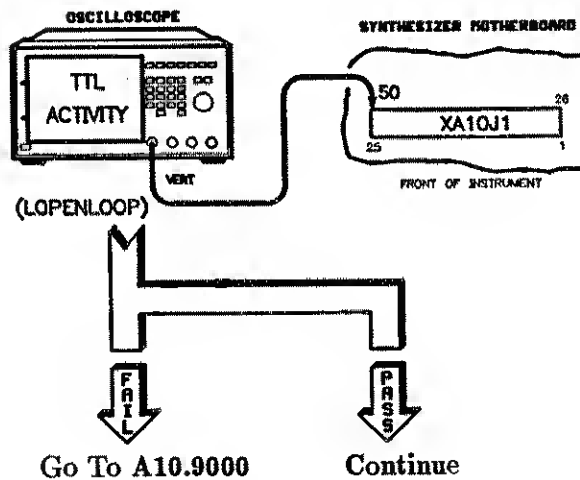 OSCILLOSCOPE
SYNTHESIZER MOTHERBOARD
TTL
ACTIVITY
50
26
XA10J1
25
1
VERT
FRONT OF INSTRUMENT
(LOPENLOOP)
FAIL
PASS
Go To A10.9000
Continue